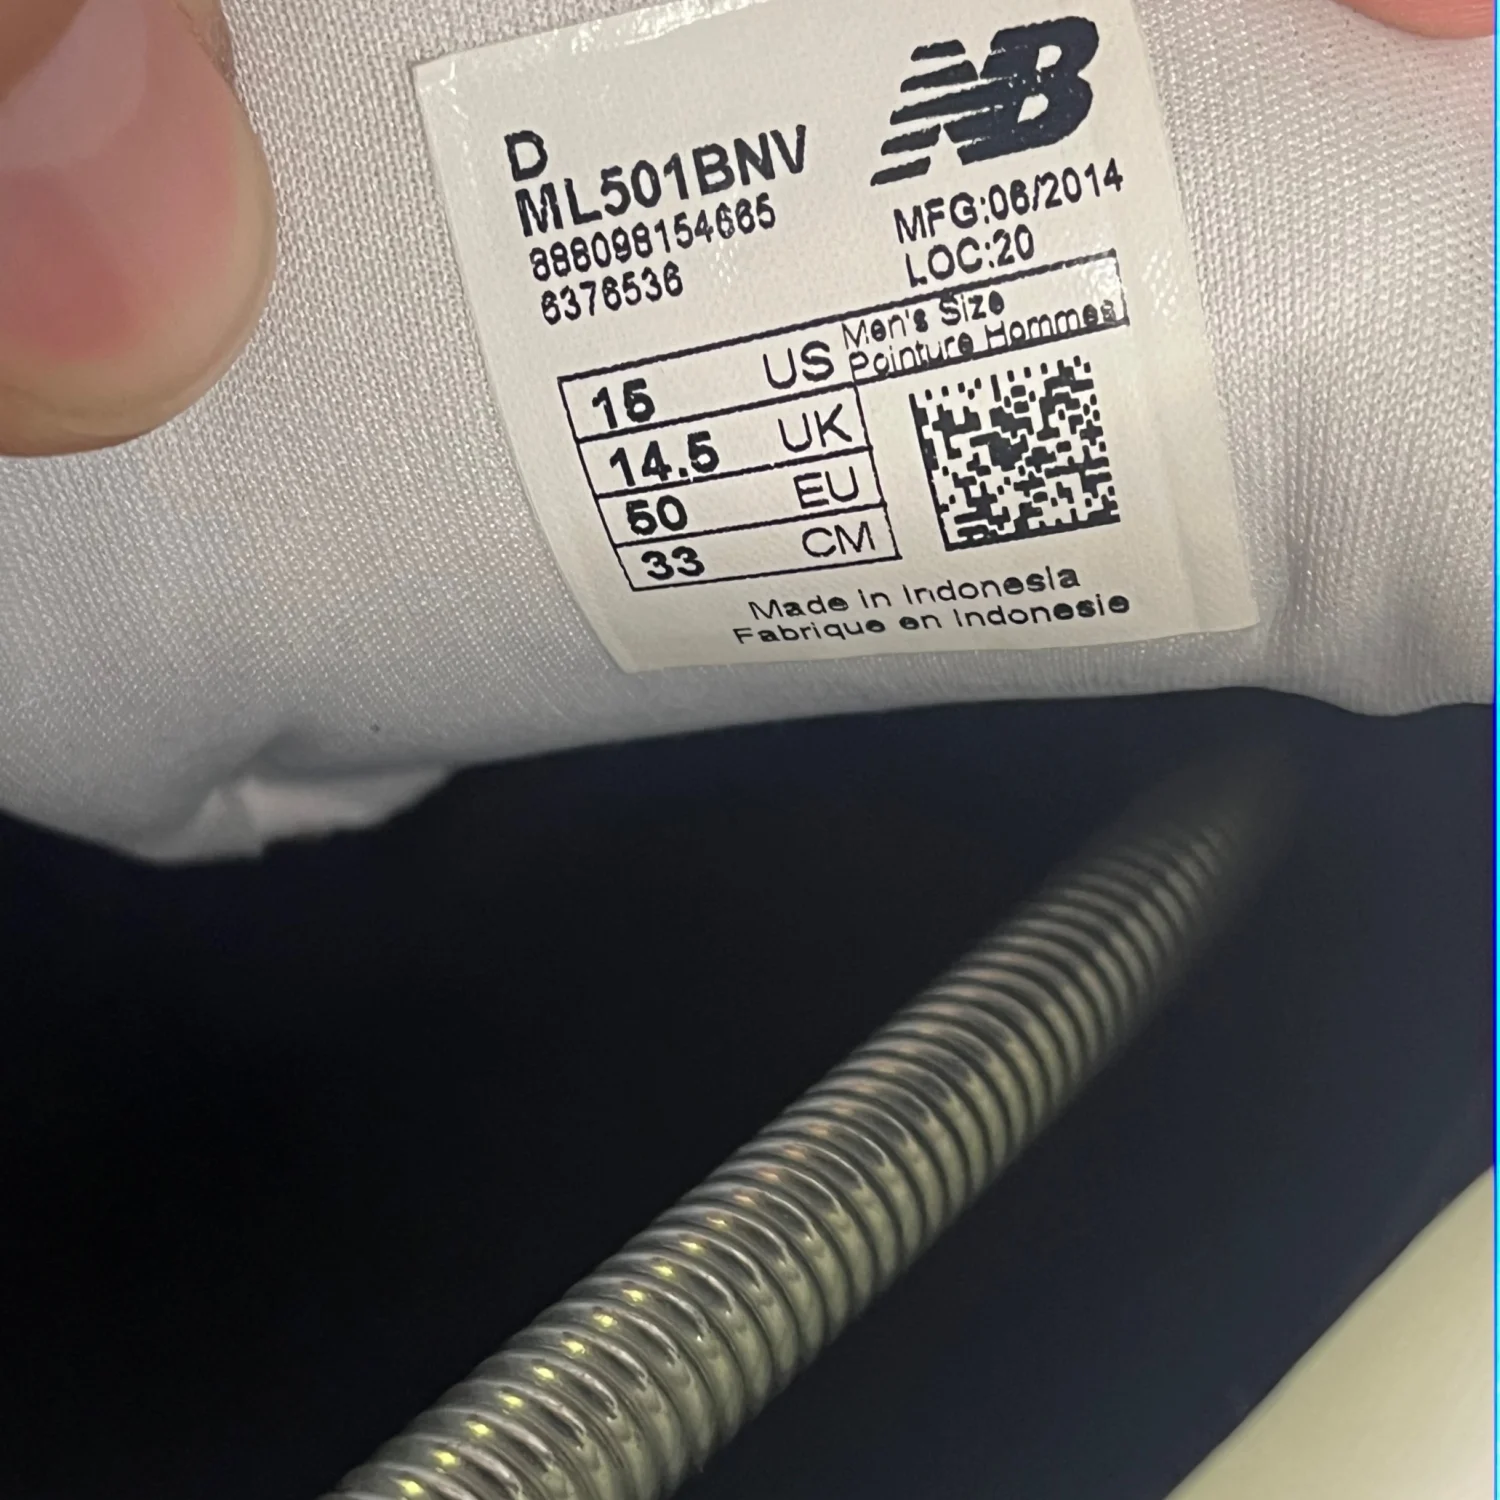 NB
D
ML501BNV
888098154665
6376536
MFG:06/2014
LOC:20
Men's Size
Pointure Hommes
15 US
14.5 UK
50 EU
33 CM
Made in Indonesia
Fabrique en Indonesie